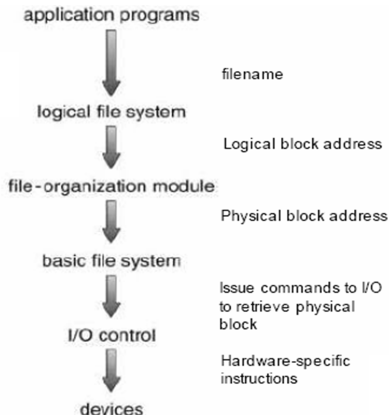 application programs
filename
logical file system
Logical block address
file-organization module
Physical block address
basic file system
Issue commands to I/O
to retrieve physical
block
I/O control
Hardware-specific
instructions
devices